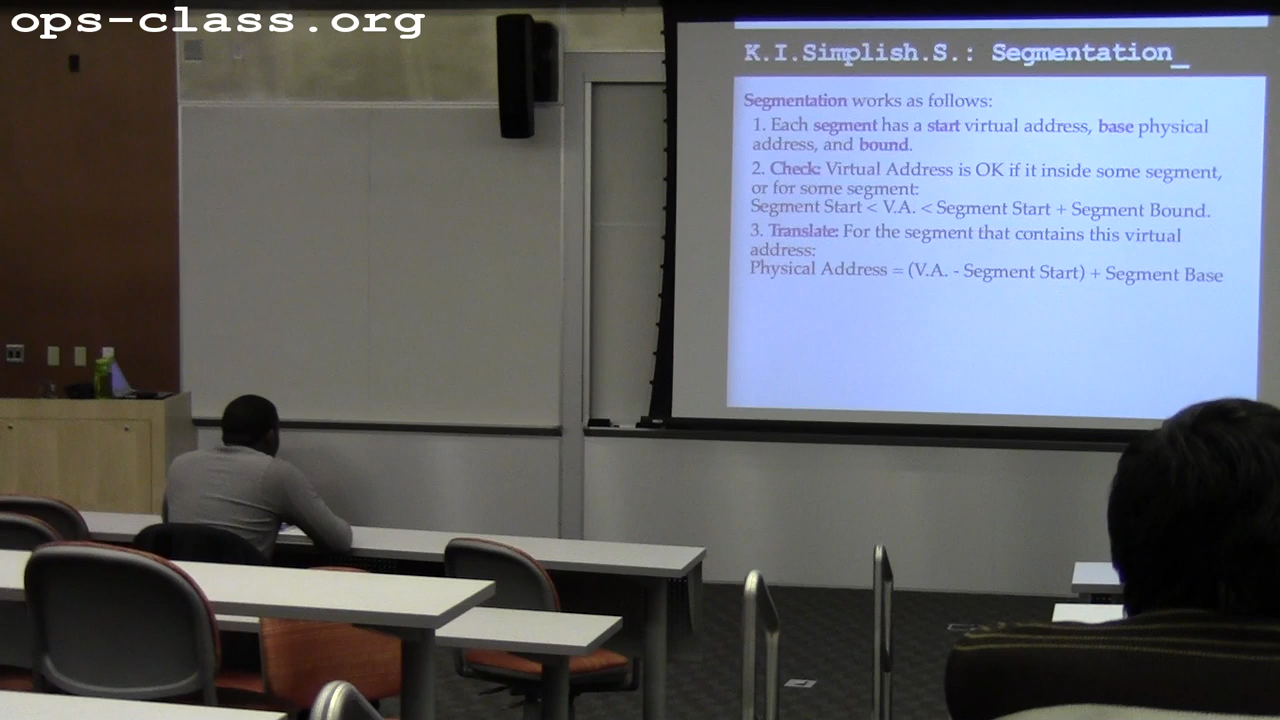 ops-class.org
K.I.Simplish.S.: Segmentation_
Segmentation works as follows:
1. Each segment has a start virtual address, base physical
address, and bound.
2. Check: Virtual Address is OK if it inside some segment,
or for some segment:
Segment Start < V.A. < Segment Start + Segment Bound.
3. Translate: For the segment that contains this virtual
address:
Physical Address = (V.A. - Segment Start) + Segment Base